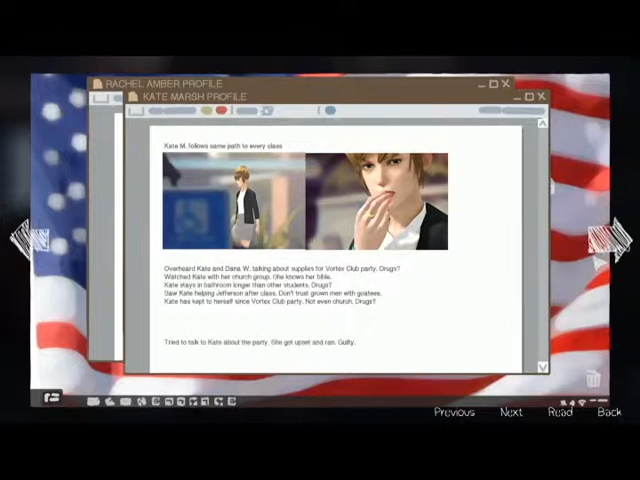 RACHEL AMBER PROFILE
KATE MARSH PROFILE
Kate M. follows same path to every class
Overheard Kate and Dana W. talking about supplies for Vortex Club party. Drugs?
Watched Kate with her church group. She knows her bible.
Kate stays in bathroom longer than other students. Drugs?
Saw Kate helping Jefferson after class. Don't trust grown men with goatees.
Kate has kept to herself since Vortex Club party. Not even church. Drugs?
Tried to talk to Kate about the party. She got upset and ran. Guilty.
Previous Next Read Back